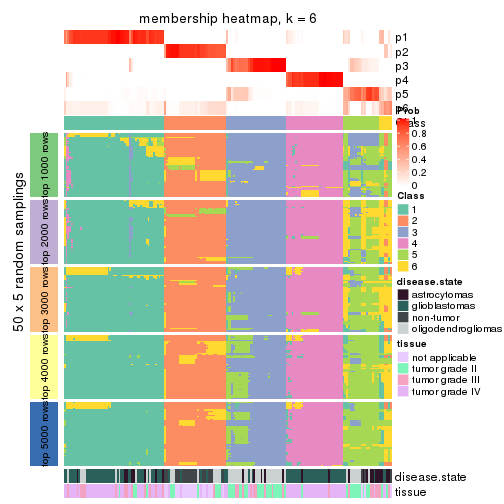 membership heatmap, k = 6
p1
p2
p3
p4
p5
p6
Class
Prob
1
0.8
0.6
0.4
0.2
0
Class
1
2
3
4
5
6
disease.state
astrocytomas
glioblastomas
non-tumor
oligodendrogliomas
tissue
not applicable
tumor grade II
tumor grade III
tumor grade IV
50 x 5 random samplings
top 1000 rows
top 2000 rows
top 3000 rows
top 4000 rows
top 5000 rows
disease.state
tissue